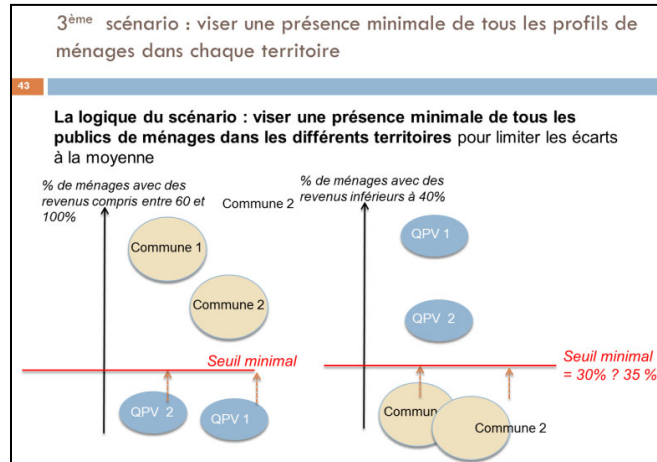 3ème scénario : viser une présence minimale de tous les profils de
ménages dans chaque territoire
43
La logique du scénario : viser une présence minimale de tous les
publics de ménages dans les différents territoires pour limiter les écarts
à la moyenne
% de ménages avec des
revenus compris entre 60 et
100%
Commune 2
Commune 1
Commune 2
Seuil minimal
QPV 2
QPV 1
% de ménages avec des
revenus inférieurs à 40%
QPV 1
QPV 2
Seuil minimal
= 30% ? 35 %
Commun
Commune 2